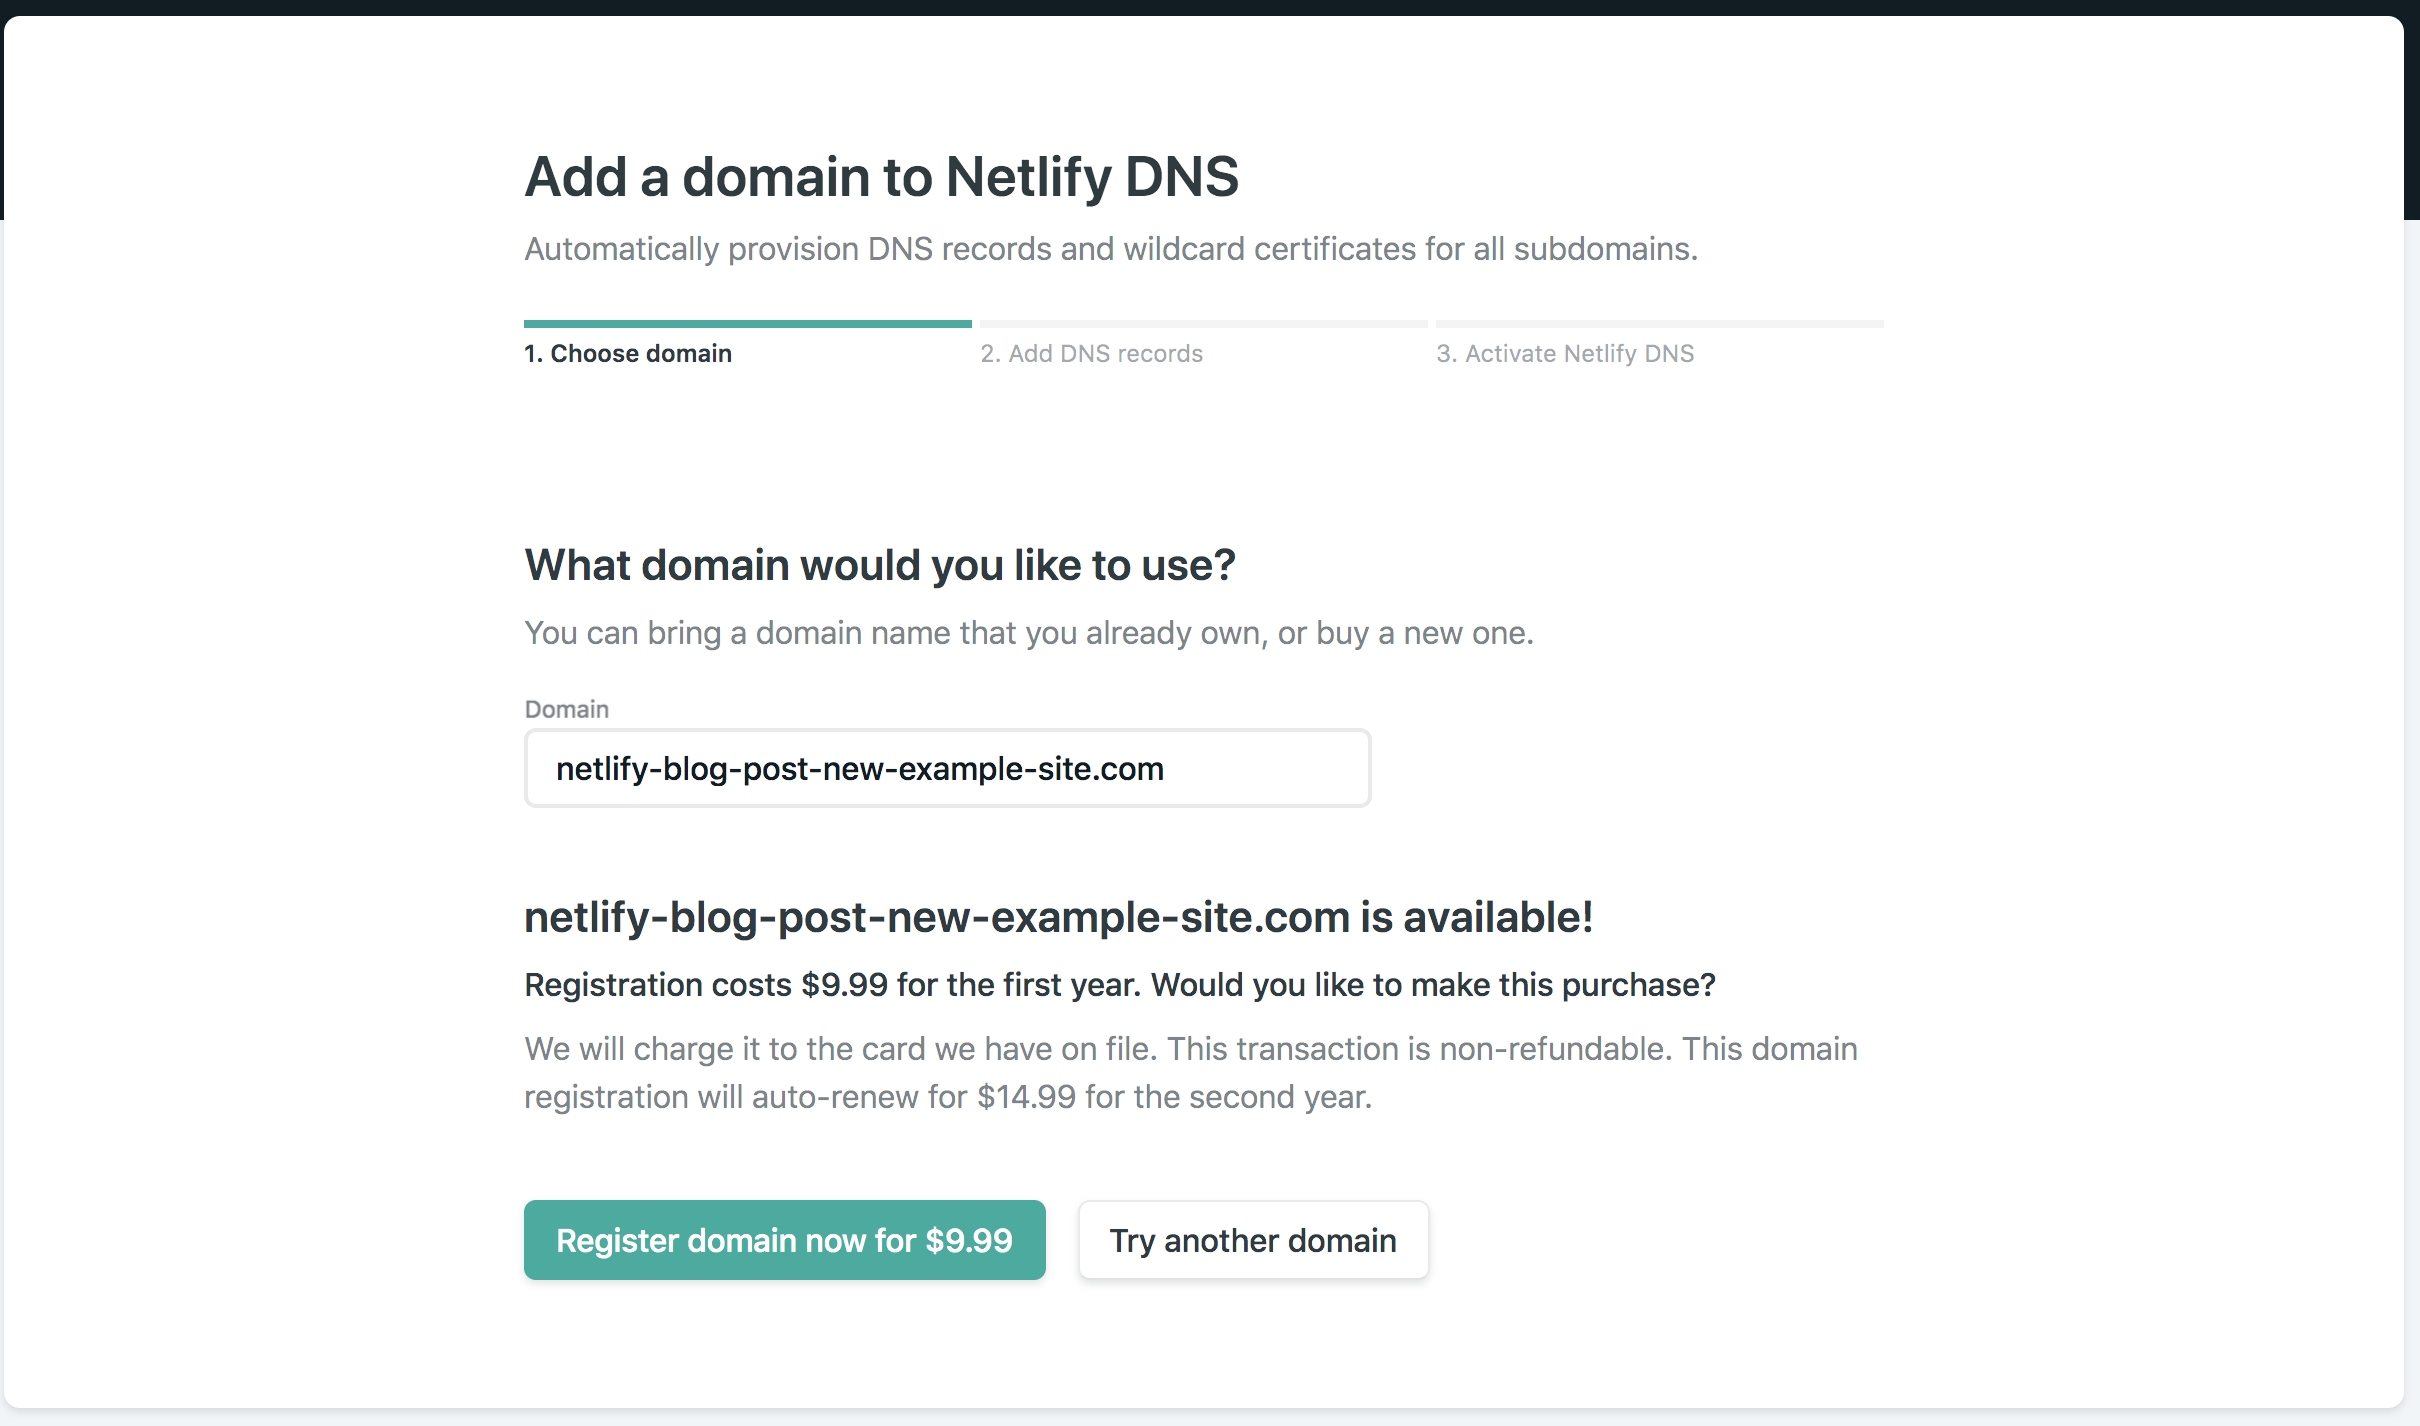 Add a domain to Netlify DNS
Automatically provision DNS records and wildcard certificates for all subdomains.
1. Choose domain
2. Add DNS records
3. Activate Netlify DNS
What domain would you like to use?
You can bring a domain name that you already own, or buy a new one.
Domain
netlify-blog-post-new-example-site.com
netlify-blog-post-new-example-site.com is available!
Registration costs $9.99 for the first year. Would you like to make this purchase?
We will charge it to the card we have on file. This transaction is non-refundable. This domain
registration will auto-renew for $14.99 for the second year.
Register domain now for $9.99
Try another domain